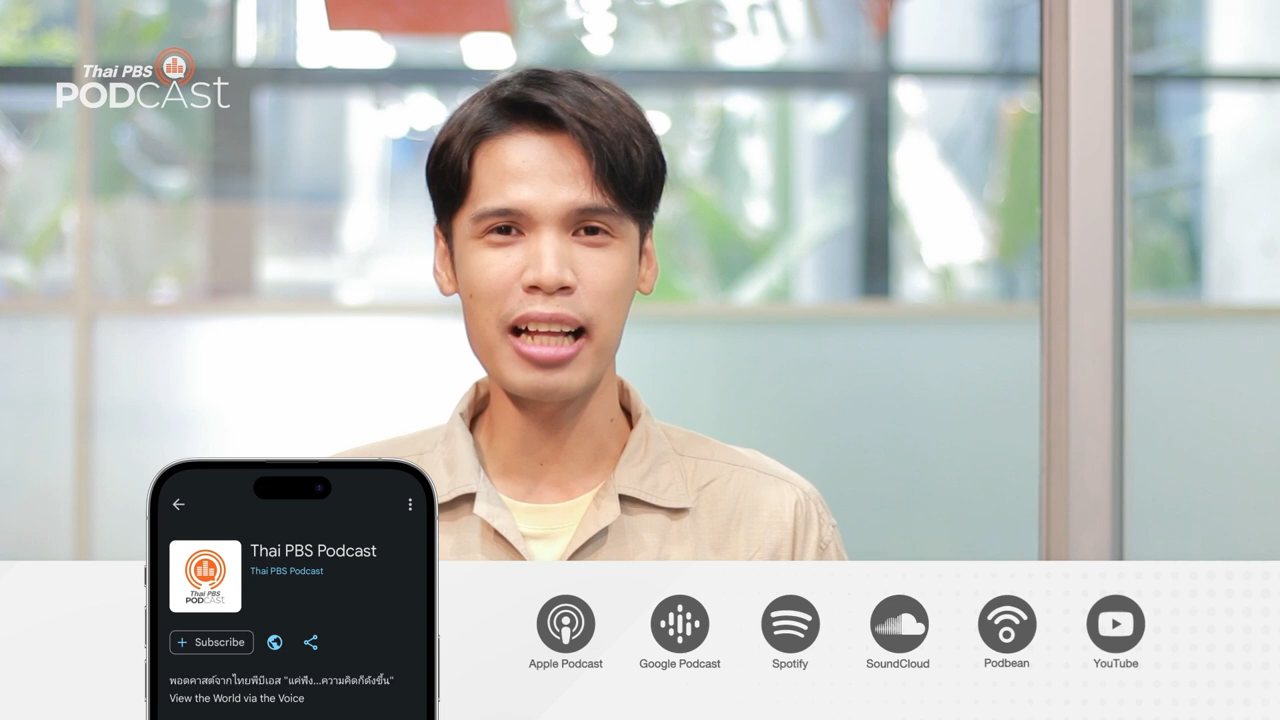 Thai PBS
PODCAST
Thai PBS Podcast
Thai PBS Podcast
Thai PBS
PODCAST
Subscribe
พอดคาสต์จากไทยพีบีเอส "แค่ฟัง...ความคิดก็ดังขึ้น"
View the World via the Voice
Apple Podcast
Google Podcast
Spotify
SoundCloud
Podbean
YouTube